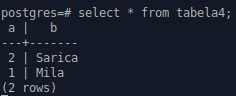 postgres=# select * from tabela4;
 a |   b
---+-------
 2 | Sarica
 1 | Mila
(2 rows)